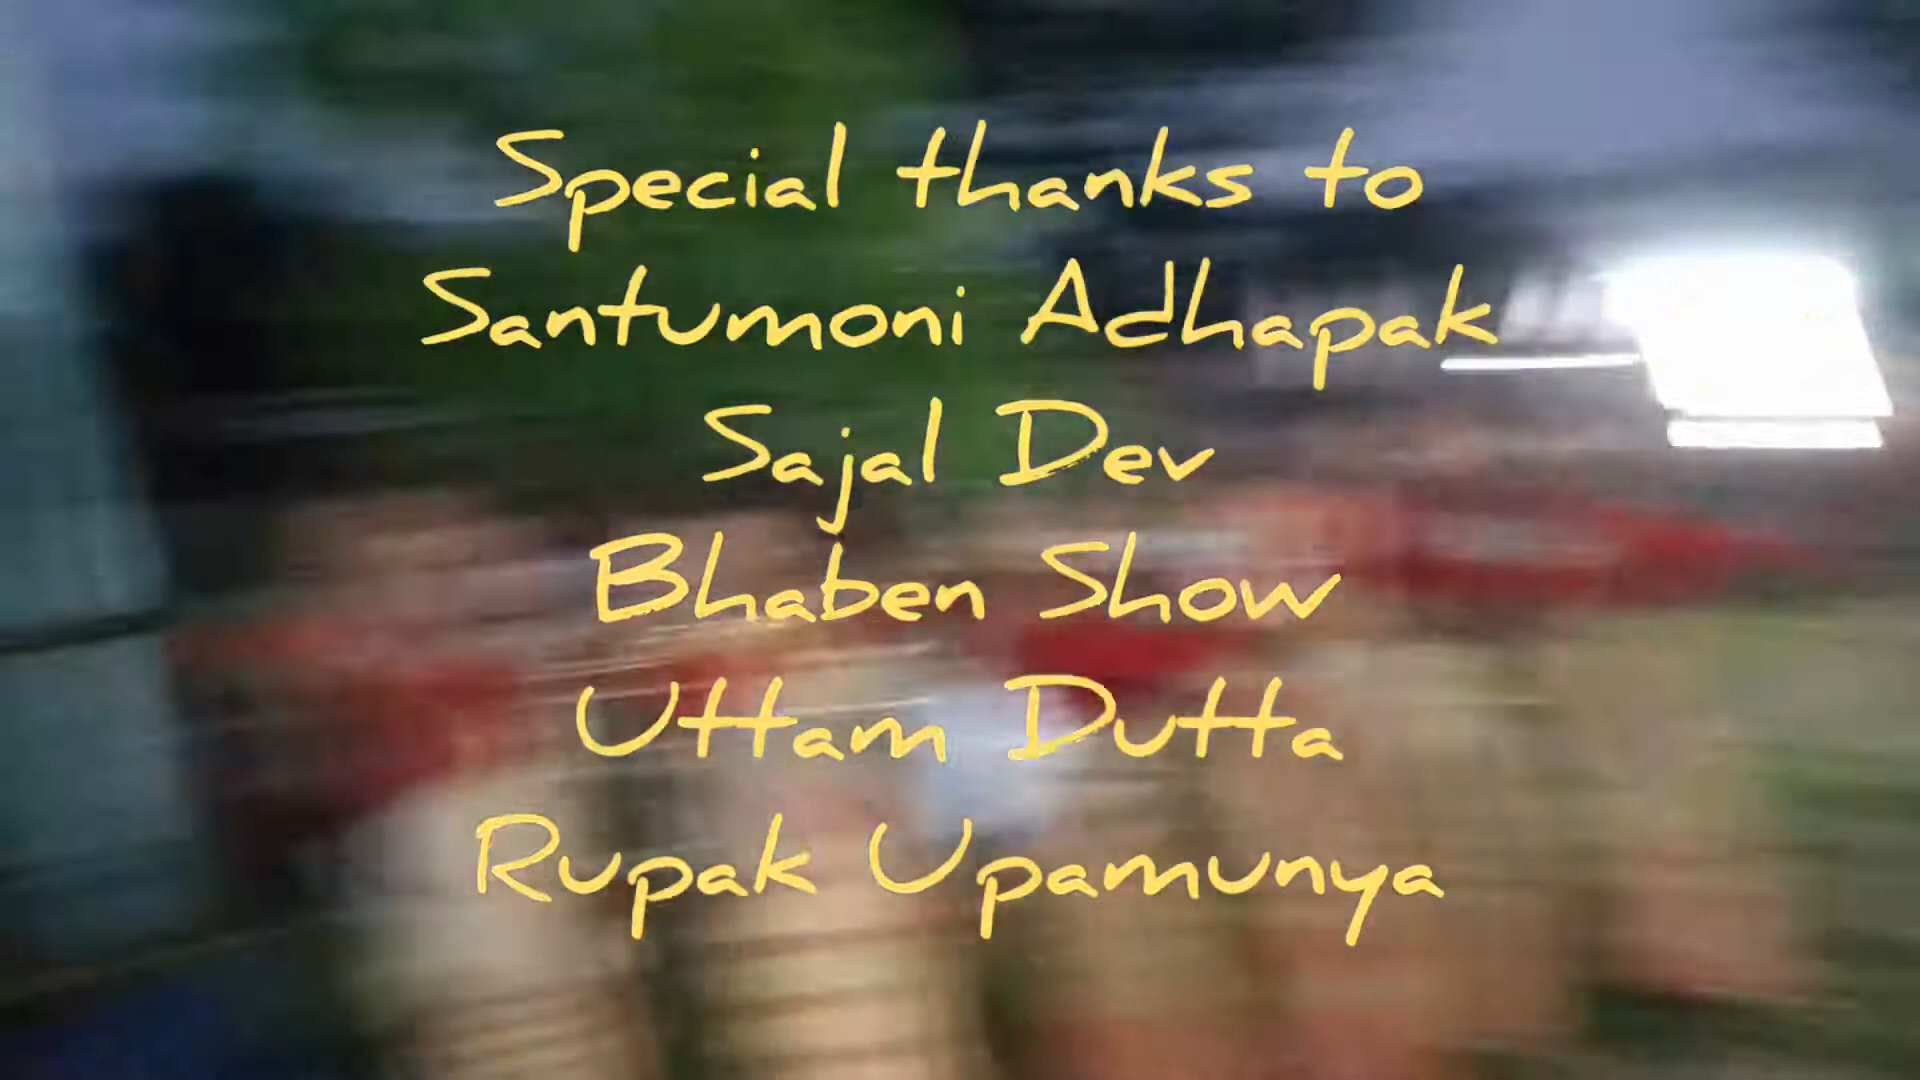 Special thanks to
Santumoni Adhapak
Sajal Dev
Bhaben Show
Uttam Dutta
Rupak Upamunya